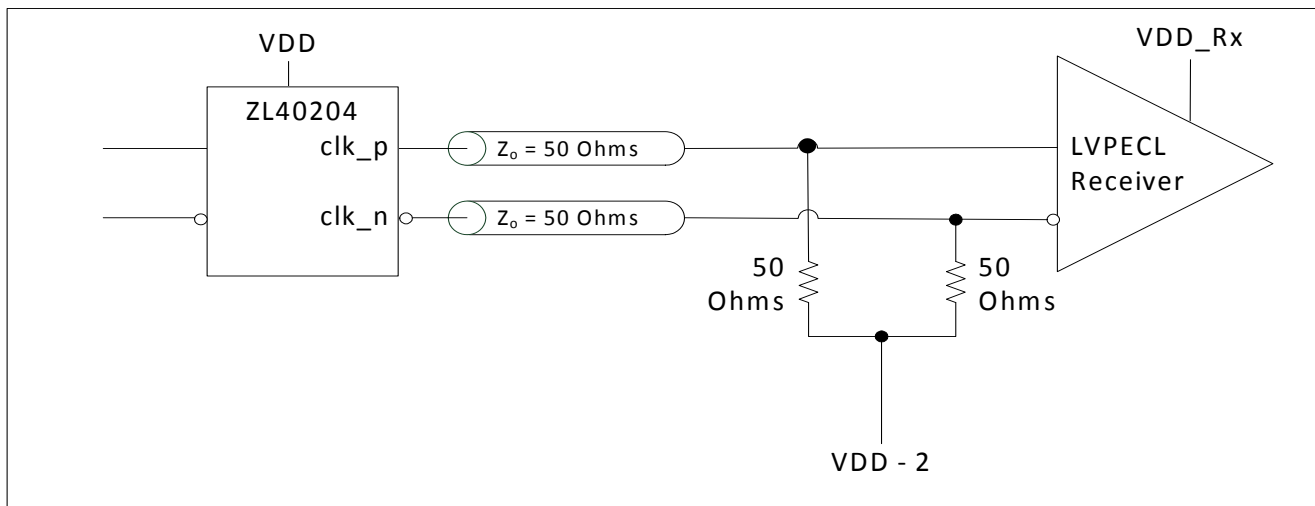 VDD
VDD_Rx
ZL40204
clk_p
Zₒ = 50 Ohms
LVPECL
Receiver
clk_n
Zₒ = 50 Ohms
50
Ohms
50
Ohms
VDD - 2